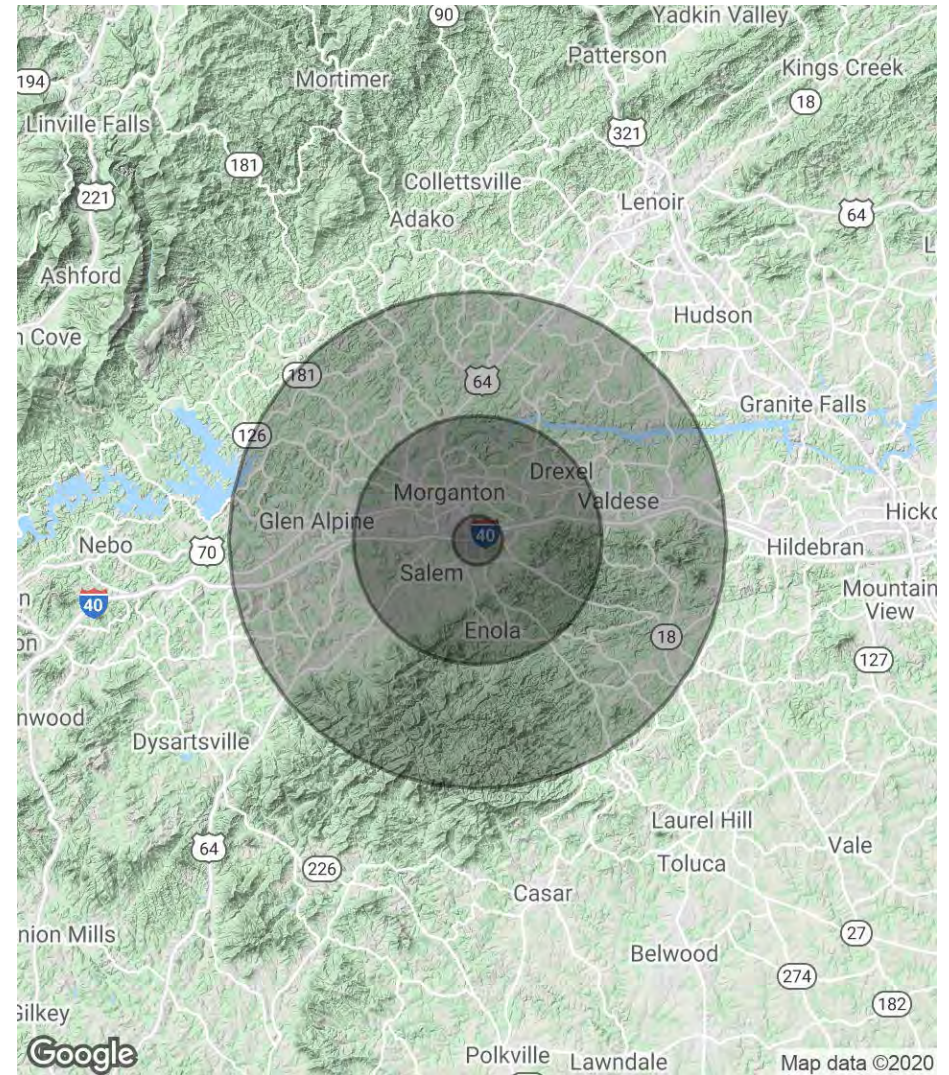 90
Yadkin Valley
Patterson
Kings Creek
Mortimer
194
18
Linville Falls
321
181
Collettsville
221
Lenoir
64
Adako
Ashford
L
Hudson
n Cove
181
64
Granite Falls
126
Drexel
Morganton
Valdese
Glen Alpine
Hicko
40
Nebo
70
Hildebran
Salem
40
Mountain
View
n
Enola
18
on
127
nwood
Dysartsville
Laurel Hill
64
Vale
Toluca
226
Casar
27
nion Mills
Belwood
274
182
Gilkey
Google
Polkville
Lawndale
Map data ©2020